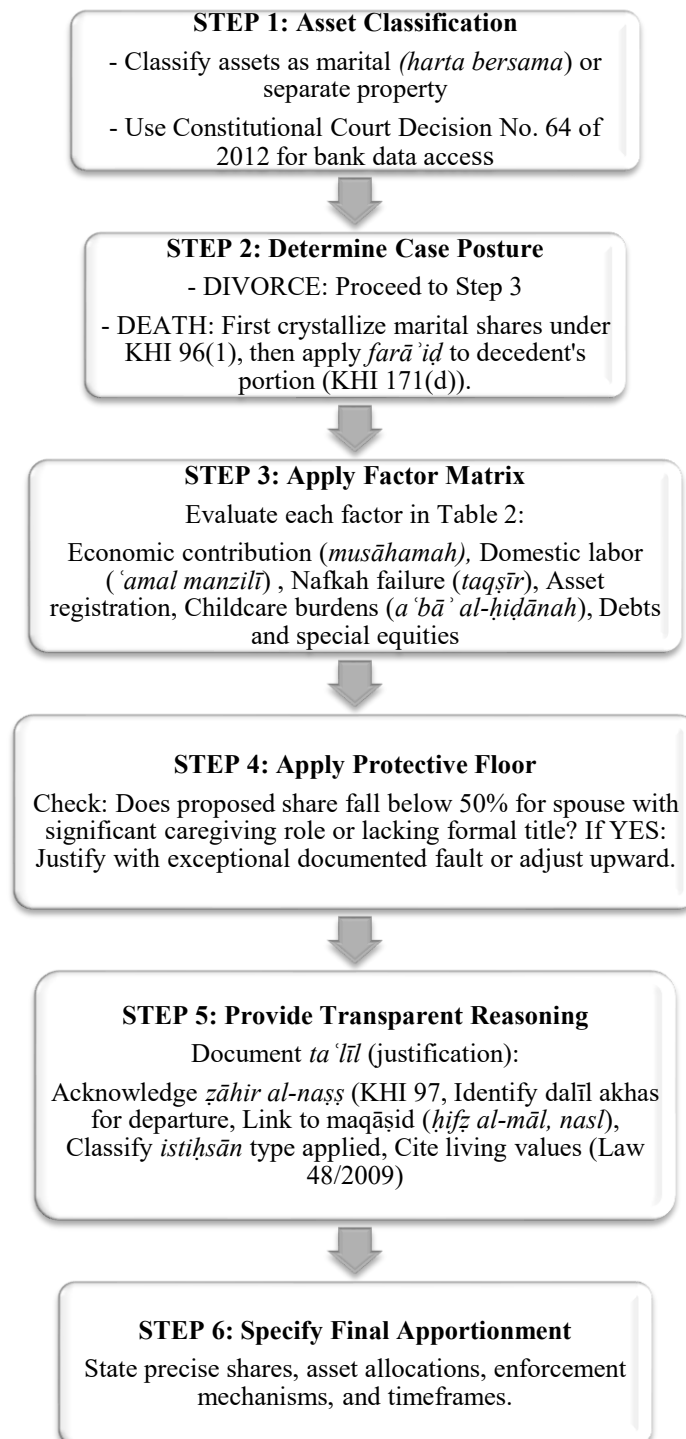 STEP 1: Asset Classification
- Classify assets as marital (harta bersama) or
separate property
- Use Constitutional Court Decision No. 64 of
2012 for bank data access
STEP 2: Determine Case Posture
- DIVORCE: Proceed to Step 3
- DEATH: First crystallize marital shares under
KHI 96(1), then apply farāʾiḍ to decedent's
portion (KHI 171(d)).
STEP 3: Apply Factor Matrix
Evaluate each factor in Table 2:
Economic contribution (musāhamah), Domestic labor
(ʿamal manzilī) , Nafkah failure (taqṣīr), Asset
registration, Childcare burdens (aʿbāʾ al-ḥiḍānah), Debts
and special equities
STEP 4: Apply Protective Floor
Check: Does proposed share fall below 50% for spouse with
significant caregiving role or lacking formal title? If YES:
Justify with exceptional documented fault or adjust upward.
STEP 5: Provide Transparent Reasoning
Document taʿlīl (justification):
Acknowledge ẓāhir al-naṣṣ (KHI 97, Identify dalīl akhas
for departure, Link to maqāṣid (ḥifẓ al-māl, nasl),
Classify istiḥsān type applied, Cite living values (Law
48/2009)
STEP 6: Specify Final Apportionment
State precise shares, asset allocations, enforcement
mechanisms, and timeframes.